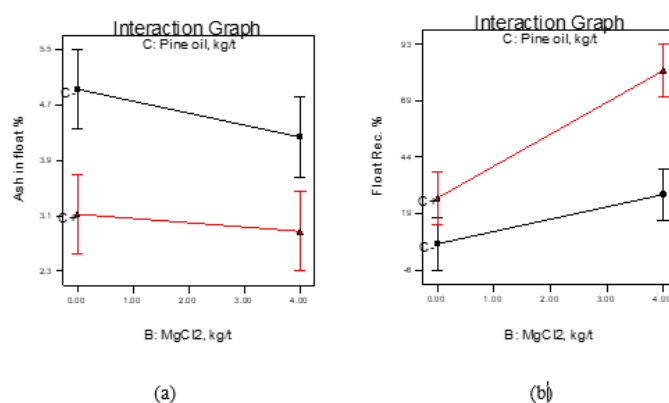 Interaction Graph
C: Pine oil, kg/t
5.5
4.7
3.9
3.1
2.3
Ash in float %
C-
C+
0.00 1.00 2.00 3.00 4.00
B: MgCl2, kg/t
(a)
Interaction Graph
C: Pine oil, kg/t
93
69
44
19
-6
Float Rec. %
C+
C-
0.00 1.00 2.00 3.00 4.00
B: MgCl2, kg/t
(b)